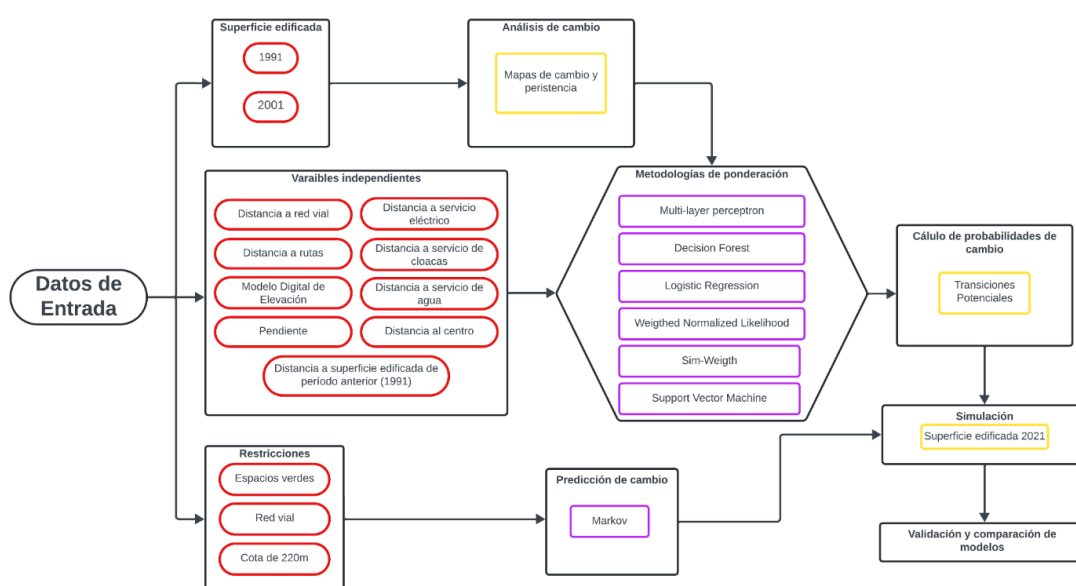 Datos de
Entrada
Superficie edificada
1991
2001
Análisis de cambio
Mapas de cambio y
peristencia
Varaibles independientes
Distancia a red vial
Distancia a servicio
eléctrico
Distancia a rutas
Distancia a servicio de
cloacas
Modelo Digital de
Elevación
Distancia a servicio de
agua
Pendiente
Distancia al centro
Distancia a superficie edificada de
período anterior (1991)
Metodologías de ponderación
Multi-layer perceptron
Decision Forest
Logistic Regression
Weigthed Normalized Likelihood
Sim-Weigth
Support Vector Machine
Cálulo de probabilidades de
cambio
Transiciones
Potenciales
Restricciones
Espacios verdes
Red vial
Cota de 220m
Predicción de cambio
Markov
Simulación
Superficie edificada 2021
Validación y comparación de
modelos